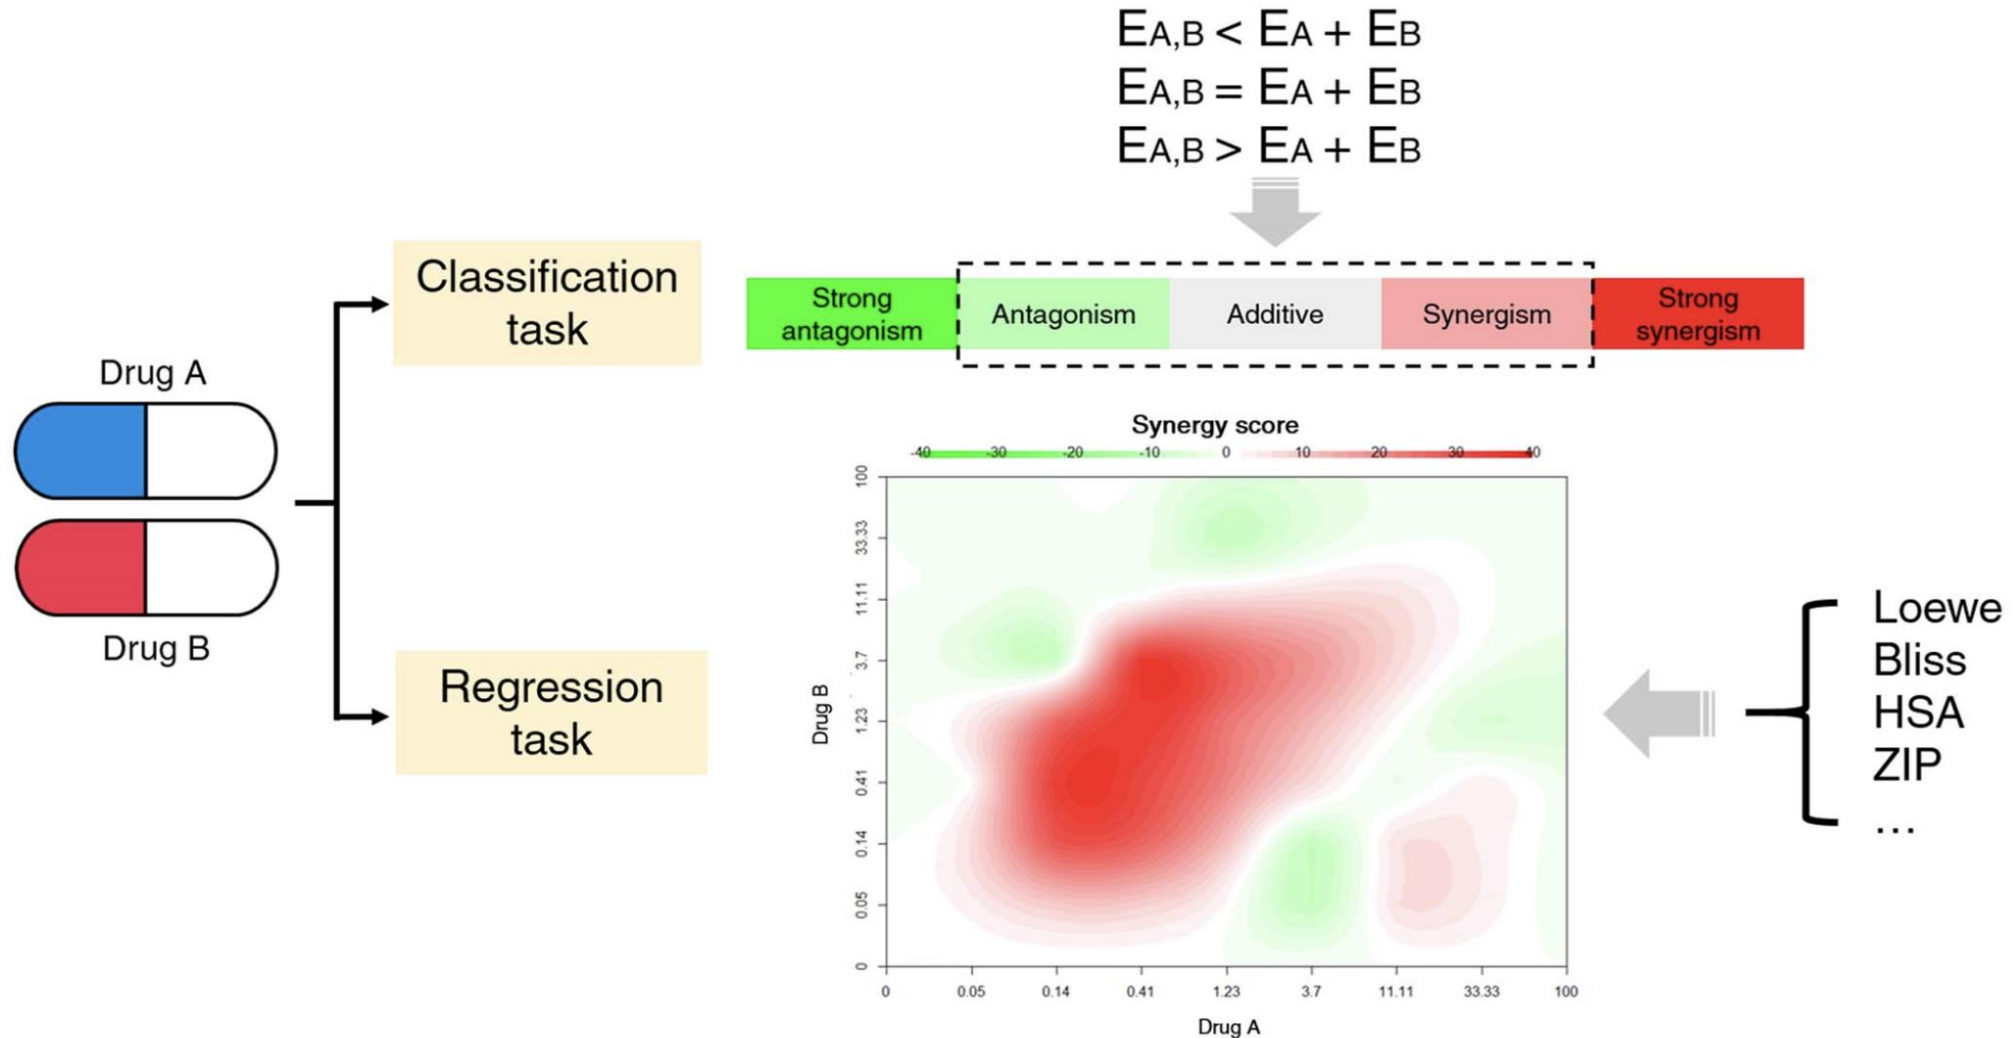 EA,B < EA + EB
EA,B = EA + EB
EA,B > EA + EB
Classification
task
Strong
antagonism
Antagonism
Additive
Synergism
Strong
synergism
Drug A
Drug B
Regression
task
Synergy score
-40 -30 -20 -10 0 10 20 30 40
Drug B
100
33.33
11.11
3.7
1.23
0.41
0.14
0.05
0
0 0.05 0.14 0.41 1.23 3.7 11.11 33.33 100
Drug A
Loewe
Bliss
HSA
ZIP
...